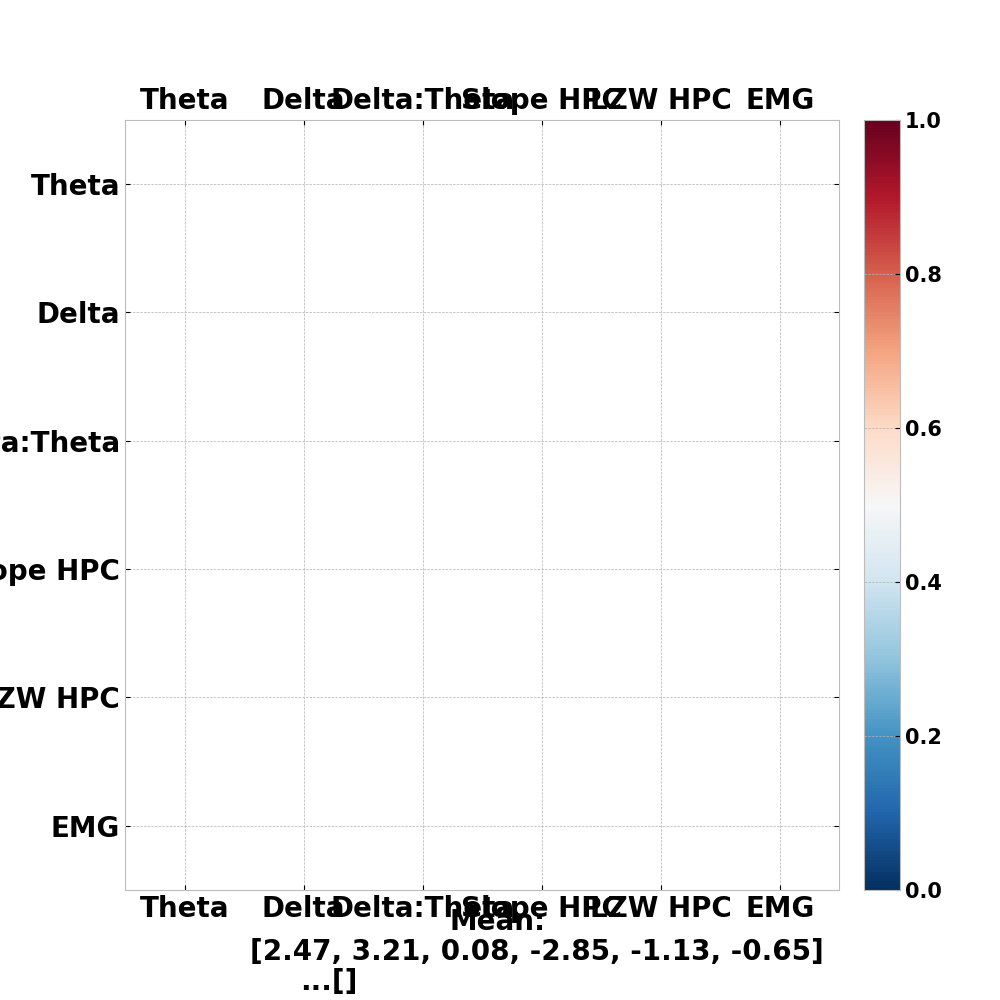 Theta Delta Delta:Theta Slope HPC LZW HPC EMG
1.0
Theta
0.8
Delta
0.6
a:Theta
0.4
ope HPC
ZW HPC
0.2
EMG
0.0
Theta Delta Delta:Theta Slope HPC LZW HPC EMG
Mean:
[2.47, 3.21, 0.08, -2.85, -1.13, -0.65]
...[]